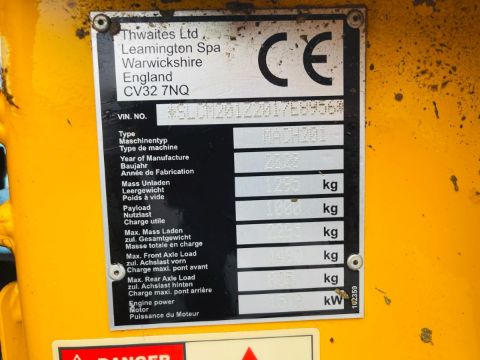 Thwaites Ltd
Leamington Spa
Warwickshire
England
CV32 7NQ
CE
VIN. NO.
Type
Maschinentyp
Type de machine
MACH201
Year of Manufacture
Baujahr
Année de Fabrication
Mass Unladen
Leergewicht
Poids à vide
kg
Payload
Nutzlast
Charge utile
kg
Max. Mass Laden
zul. Gesamtgewicht
Masse totale en charge
kg
Max. Front Axle Load
zul. Achslast vorn
Charge maxi. pont avant
kg
Max. Rear Axle Load
zul. Achslast hinten
Charge maxi. pont arrière
kg
Engine power
Motor
Puissance du Moteur
kW
102359
DANGER